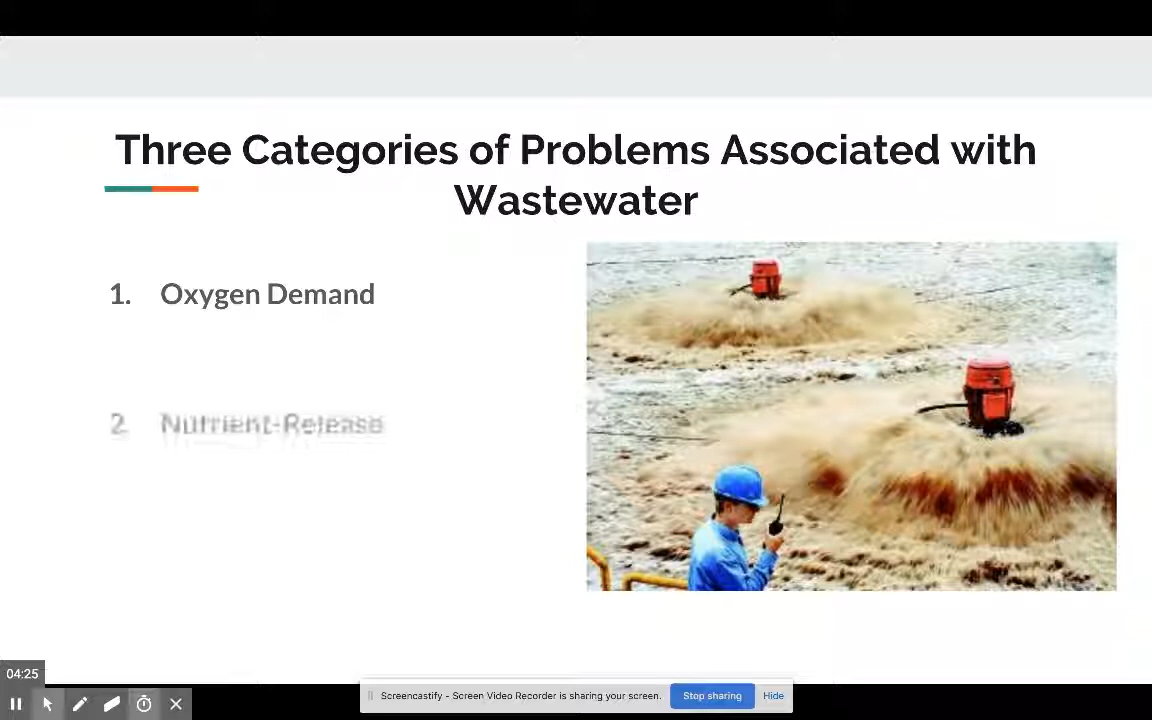 Three Categories of Problems Associated with
Wastewater
1. Oxygen Demand
2 Nutrient-Release
04:25
Screencastify - Screen Video Recorder is sharing your screen.
Stop sharing
Hide